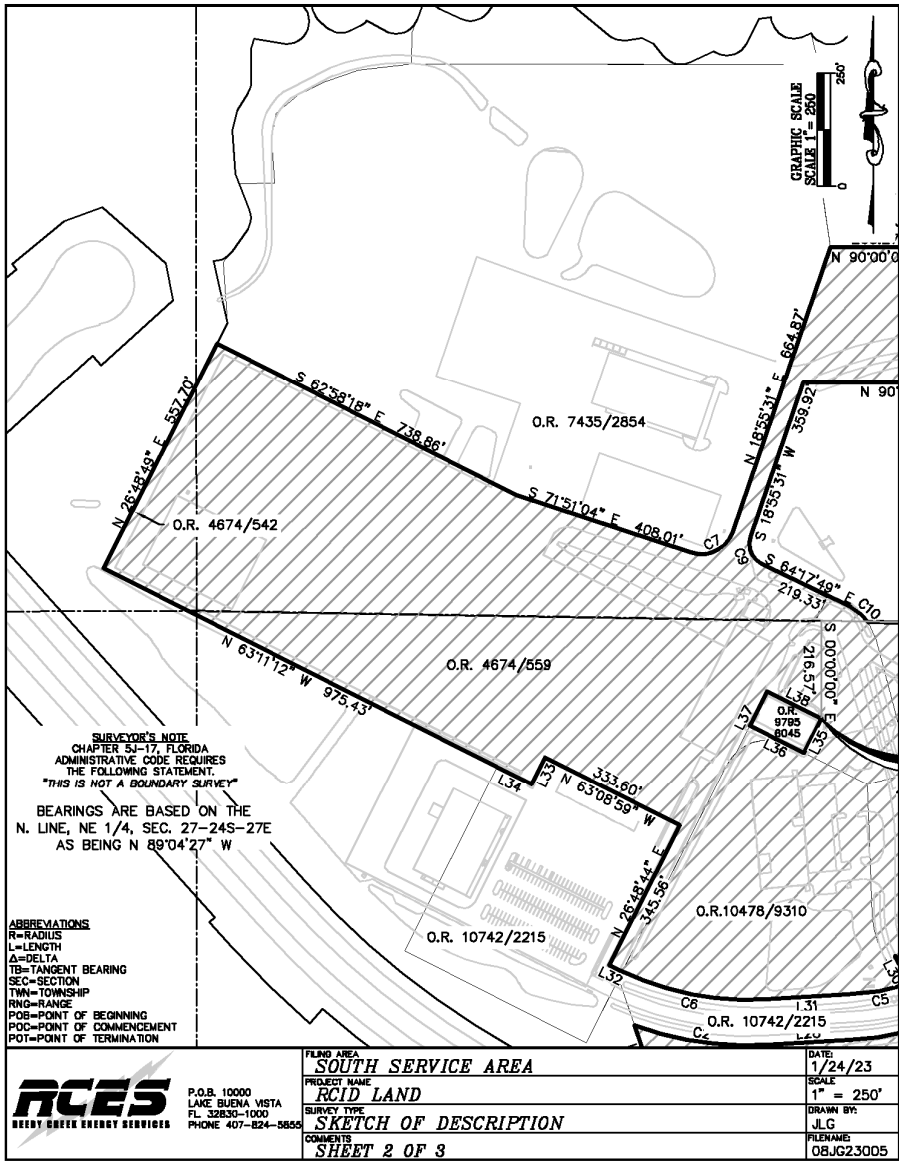 GRAPHIC SCALE
SCALE 1" = 250
0
250'
N 90°00'0
N 18°55'31" E 664.87'
N 90°
S 18°55'31" W 359.92
O.R. 7435/2854
S 62°58'18" E 738.86'
N 26°48'49" E 557.70'
S 71°51'04" E 408.01'
C7
C9
O.R. 4674/542
S 64°17'49" E
219.33'
C10
S 00°00'00" E
216.57'
N 63°11'12" W 975.43'
O.R. 4674/559
L38
L37
O.R.
9795
L35
L36
L34
L33
333.60'
N 63°08'59" W
SURVEYOR'S NOTE
CHAPTER 5J-17, FLORIDA
ADMINISTRATIVE CODE REQUIRES
THE FOLLOWING STATEMENT.
"THIS IS NOT A BOUNDARY SURVEY"
BEARINGS ARE BASED ON THE
N. LINE, NE 1/4, SEC. 27-24S-27E
AS BEING N 89°04'27" W
N 26°48'44" E
345.56'
O.R.10478/9310
O.R. 10742/2215
L32
C6
L31
C5
O.R. 10742/2215
ABBREVIATIONS
R=RADIUS
L=LENGTH
Δ=DELTA
TB=TANGENT BEARING
SEC=SECTION
TWN=TOWNSHIP
RNG=RANGE
POB=POINT OF BEGINNING
POC=POINT OF COMMENCEMENT
POT=POINT OF TERMINATION
RCES
REEDY CREEK ENERGY SERVICES
P.O.B. 10000
LAKE BUENA VISTA
FL 32830-1000
PHONE 407-824-
FILING AREA
SOUTH SERVICE AREA
PROJECT NAME
RCID LAND
SURVEY TYPE
SKETCH OF DESCRIPTION
COMMENTS
SHEET 2 OF 3
DATE:
1/24/23
SCALE
1" = 250'
DRAWN BY:
JLG
FILENAME:
08JG23005